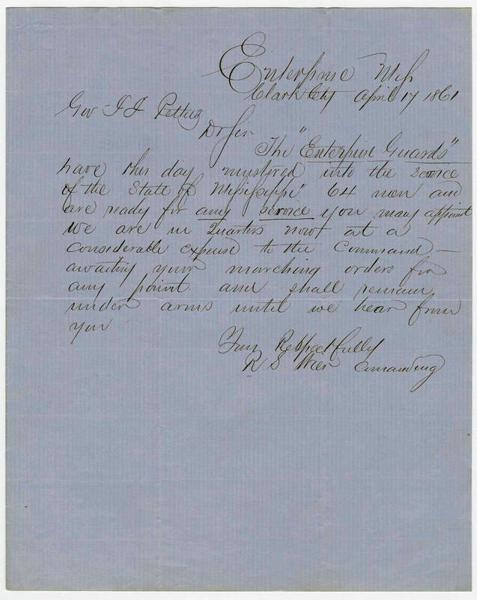 Enterprise Miss
Clark Cty April 17 1861
Gov J J Pettus
Dr Sir
The "Enterprise Guards"
have this day mustered into the service
of the State of Mississippi 64 men and
are ready for any service you may appoint
We are in Quarters now at a
considerable expense to the Command —
awaiting your marching orders for
any point and shall remain
under arms until we hear from
you
Yours Respectfully
R S Weir Comanding